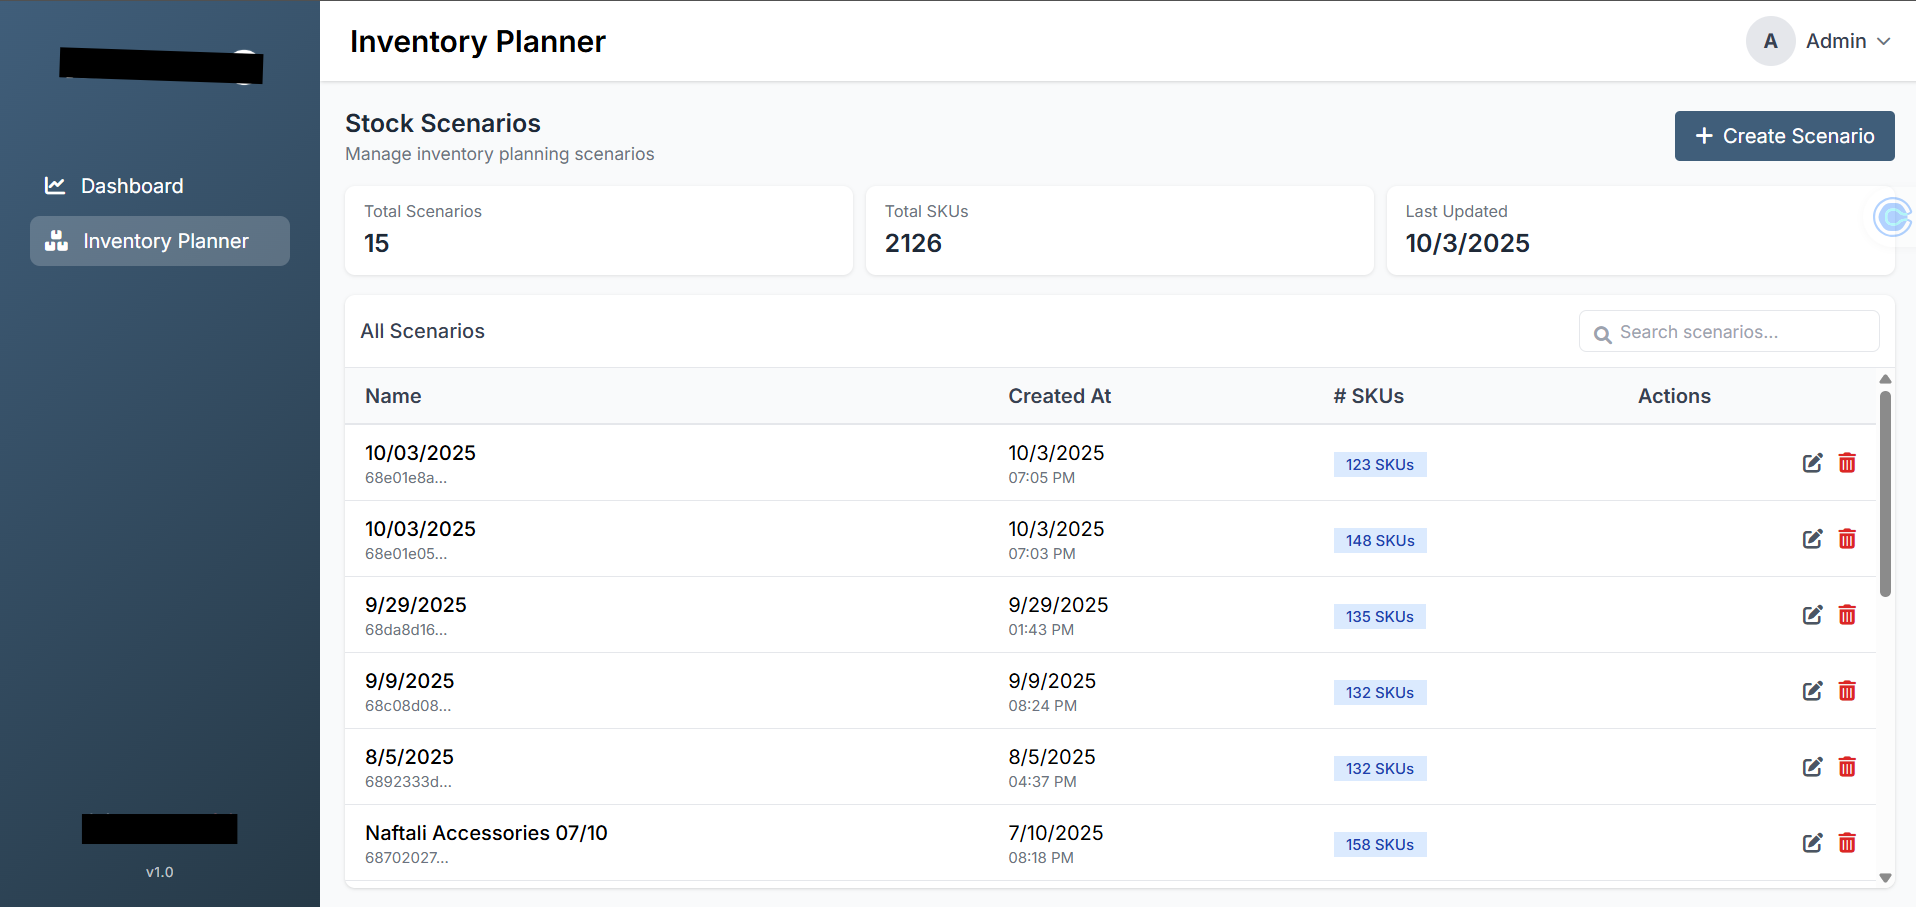 Inventory Planner
A Admin
Dashboard
Inventory Planner
v1.0
Stock Scenarios
Manage inventory planning scenarios
+ Create Scenario
Total Scenarios
15
Total SKUs
2126
Last Updated
10/3/2025
All Scenarios
Search scenarios...
Name Created At # SKUs Actions
10/03/2025 10/3/2025 123 SKUs
68e01e8a... 07:05 PM
10/03/2025 10/3/2025 148 SKUs
68e01e05... 07:03 PM
9/29/2025 9/29/2025 135 SKUs
68da8d16... 01:43 PM
9/9/2025 9/9/2025 132 SKUs
68c08d08... 08:24 PM
8/5/2025 8/5/2025 132 SKUs
6892333d... 04:37 PM
Naftali Accessories 07/10 7/10/2025 158 SKUs
68702027... 08:18 PM